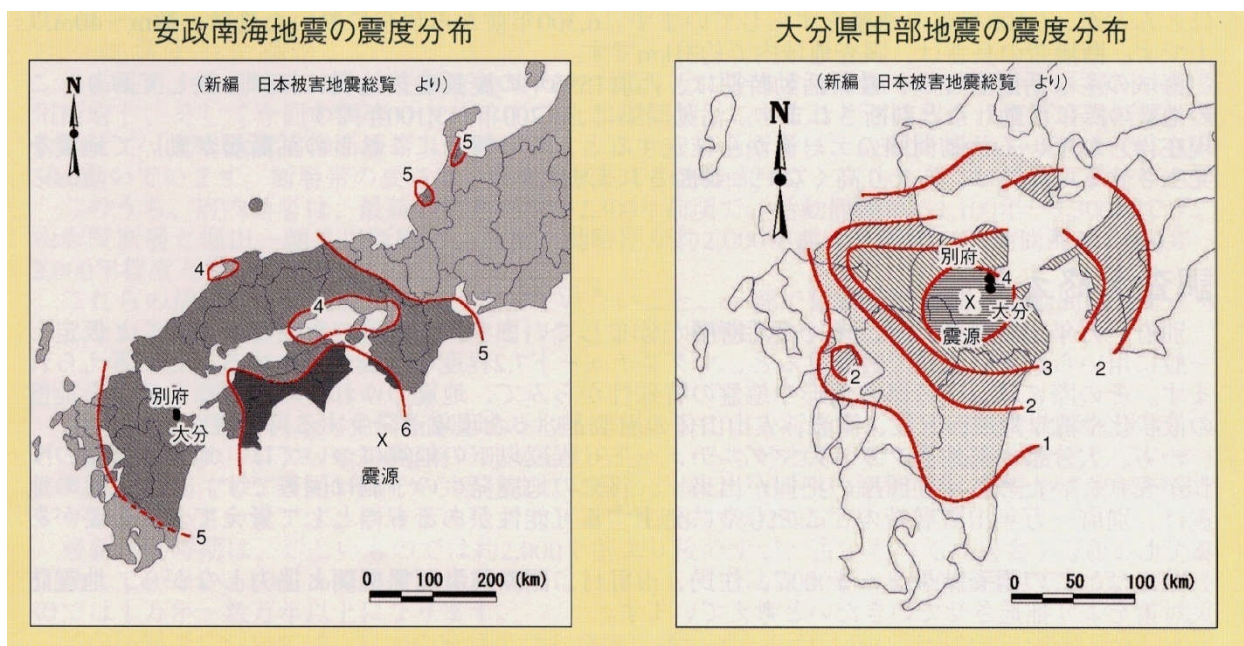 安政南海地震の震度分布
(新編 日本被害地震総覧 より)
N
5
5
4
4
5
別府
大分
6
X
震源
5
0 100 200 (km)
大分県中部地震の震度分布
(新編 日本被害地震総覧 より)
N
別府
4
X
大分
震源
2
3
2
2
1
0 50 100 (km)